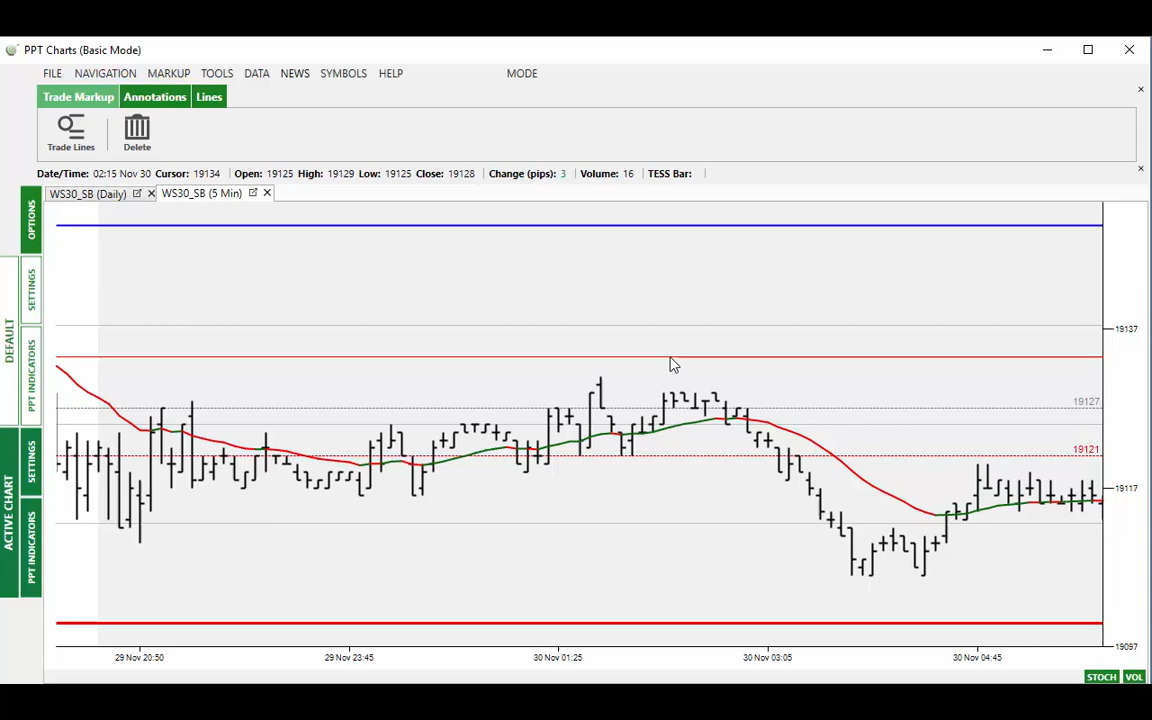 PPT Charts (Basic Mode)
FILE NAVIGATION MARKUP TOOLS DATA NEWS SYMBOLS HELP MODE
Trade Markup Annotations Lines
Trade Lines Delete
Date/Time: 02:15 Nov 30 Cursor: 19134 Open: 19125 High: 19129 Low: 19125 Close: 19128 Change (pips): 3 Volume: 16 TESS Bar:
WS30_SB (Daily) WS30_SB (5 Min)
OPTIONS
DEFAULT
SETTINGS
PPT INDICATORS
ACTIVE CHART
SETTINGS
PPT INDICATORS
19137
19127
19121
19117
19097
29 Nov 20:50 29 Nov 23:45 30 Nov 01:25 30 Nov 03:05 30 Nov 04:45
STOCH VOL